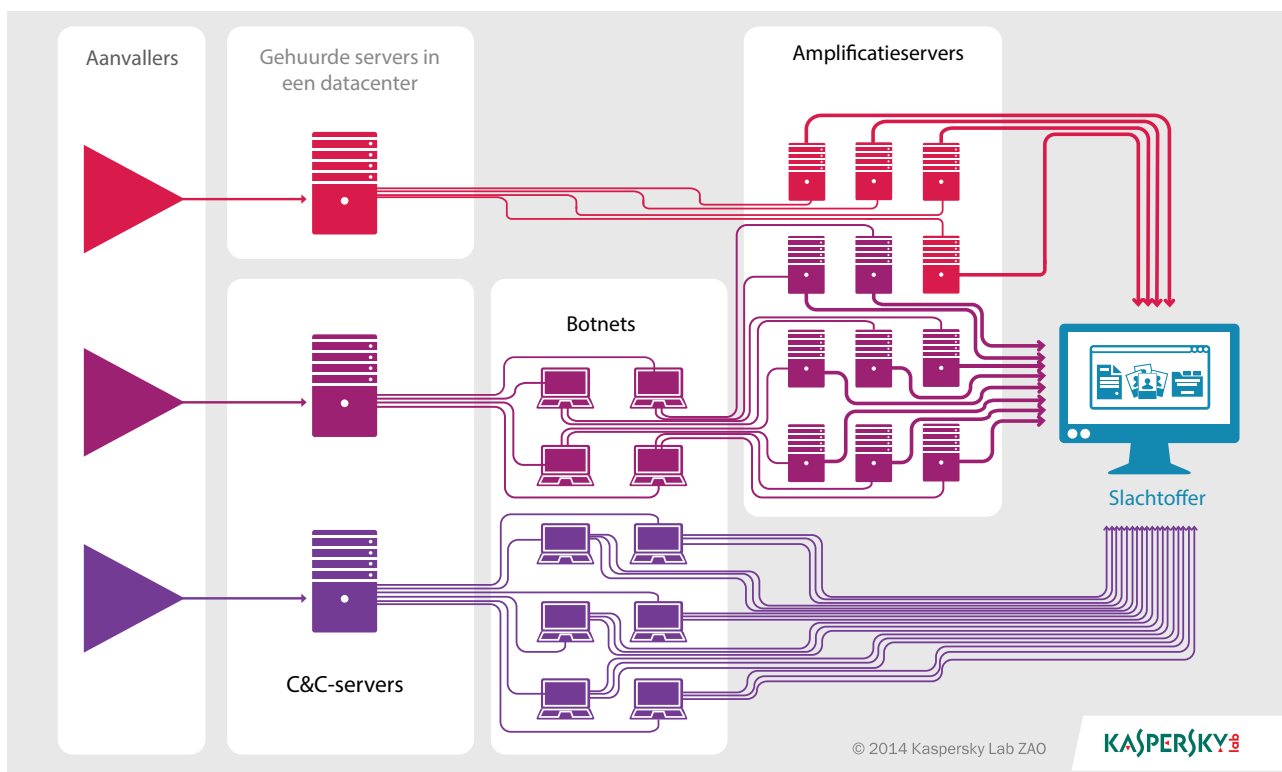 Aanvallers
Gehuurde servers in
een datacenter
Amplificatieservers
Botnets
Slachtoffer
C&C-servers
© 2014 Kaspersky Lab ZAO
KASPERSKY lab